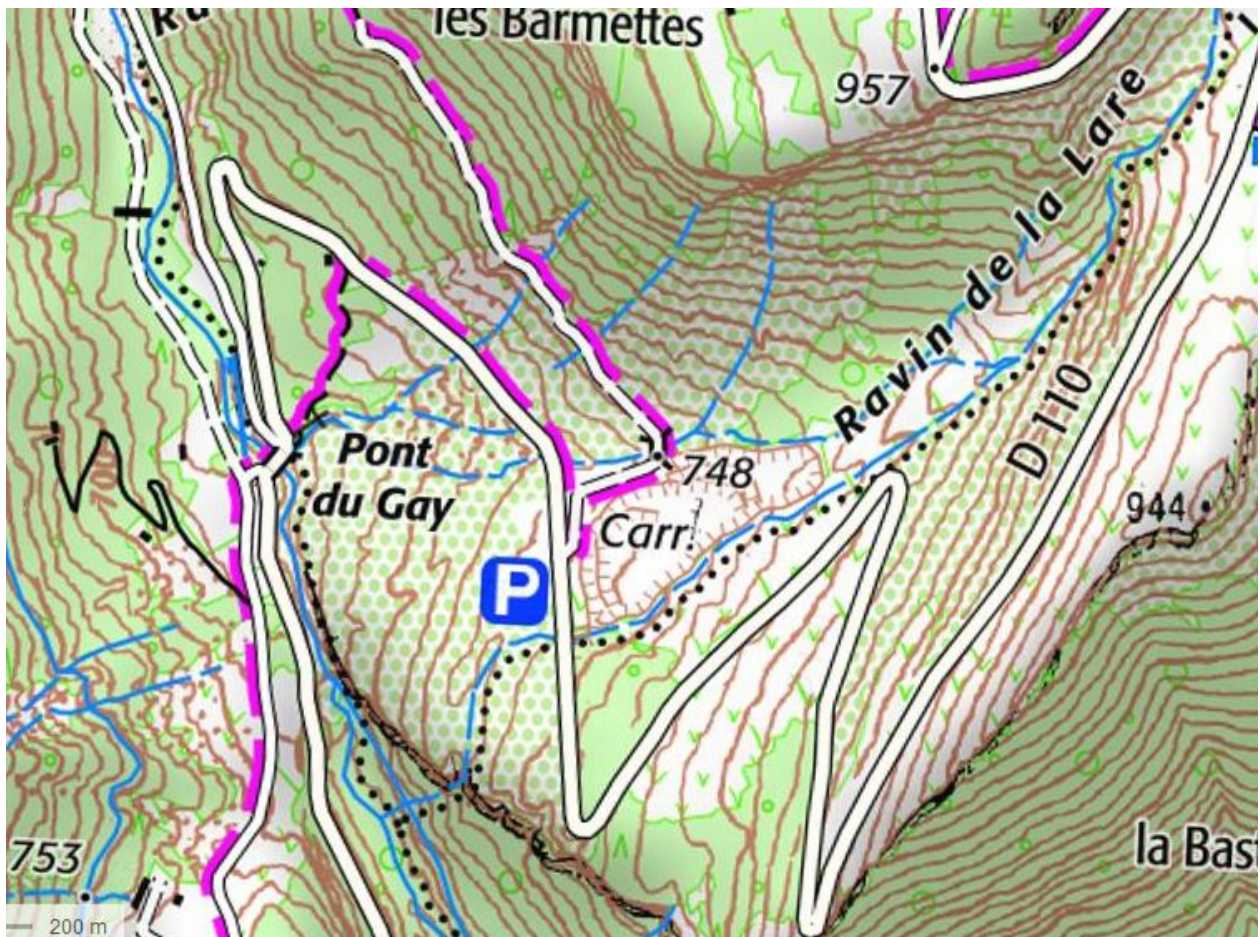 les Barmettes
957
Ravin de la Lare
D 110
Pont
du Gay
748
Carr.
944
P
753
la Bast
200 m